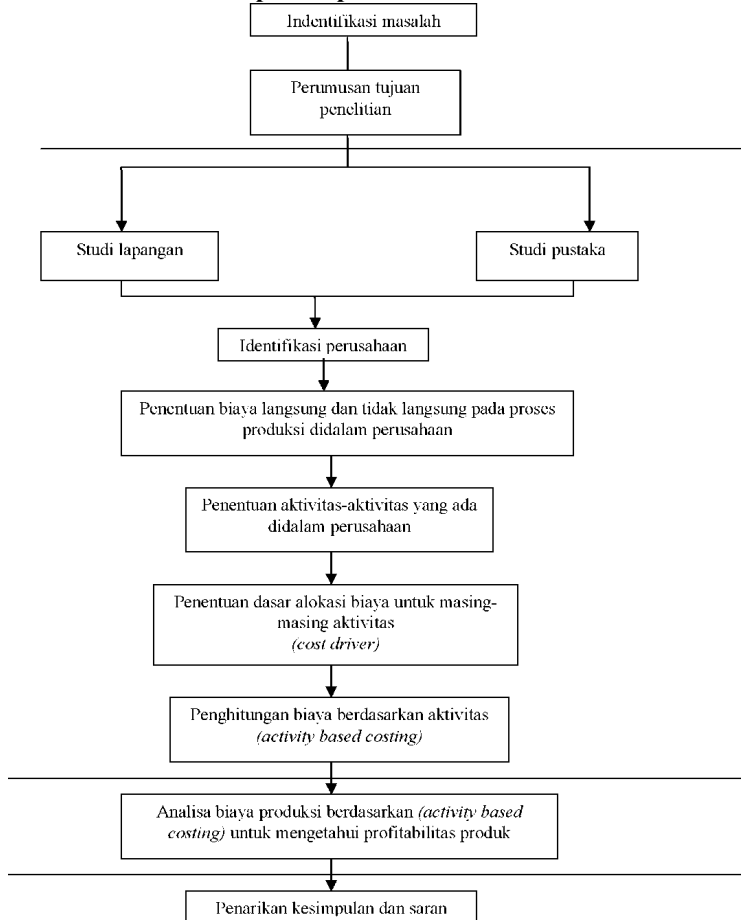 Indentifikasi masalah
Perumusan tujuan
penelitian
Studi lapangan
Studi pustaka
Identifikasi perusahaan
Penentuan biaya langsung dan tidak langsung pada proses
produksi didalam perusahaan
Penentuan aktivitas-aktivitas yang ada
didalam perusahaan
Penentuan dasar alokasi biaya untuk masing-
masing aktivitas
(cost driver)
Penghitungan biaya berdasarkan aktivitas
(activity based costing)
Analisa biaya produksi berdasarkan (activity based
costing) untuk mengetahui profitabilitas produk
Penarikan kesimpulan dan saran